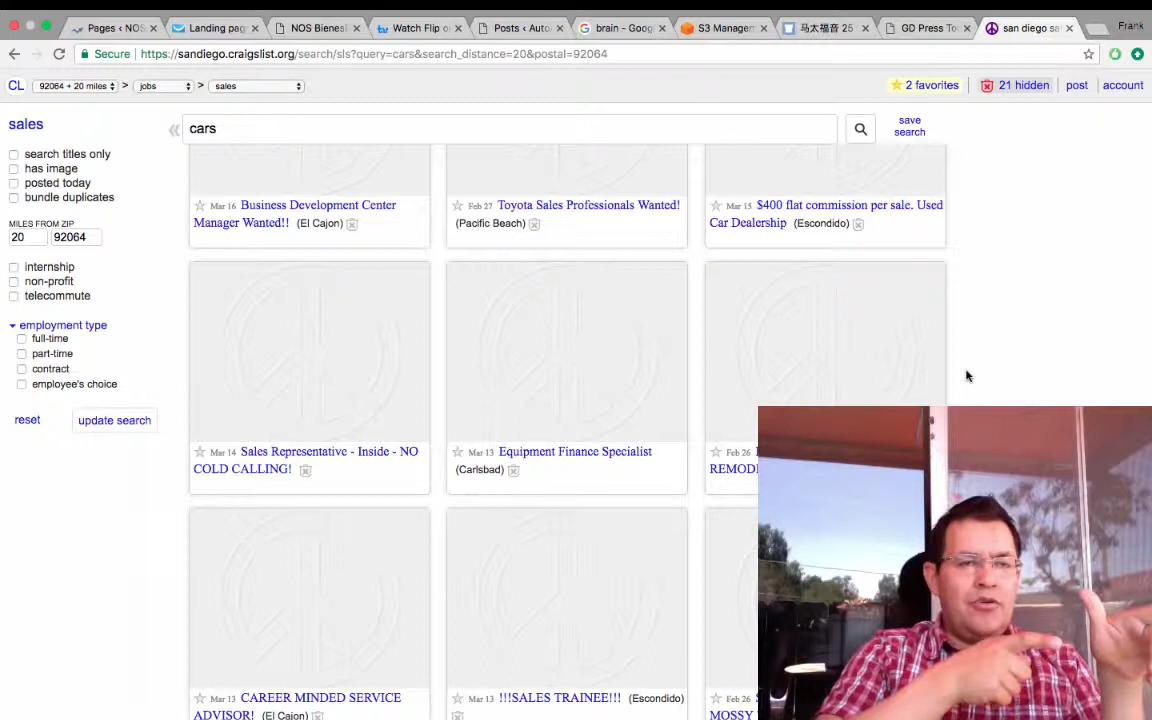 Pages ‹ NOS
Landing pag
NOS Bienes
Watch Flip o
Posts ‹ Auto
brain - Goog
S3 Managem
马太福音 25
GD Press To
san diego sa
Frank
Secure
https://sandiego.craigslist.org/search/sls?query=cars&search_distance=20&postal=92064
CL
92064 + 20 miles
>
jobs
>
sales
2 favorites
21 hidden
post
account
sales
cars
save
search
search titles only
has image
posted today
bundle duplicates
MILES FROM ZIP
20
92064
internship
non-profit
telecommute
employment type
full-time
part-time
contract
employee's choice
reset
update search
Mar 16 Business Development Center
Manager Wanted!! (El Cajon)
Feb 27 Toyota Sales Professionals Wanted!
(Pacific Beach)
Mar 15 $400 flat commission per sale. Used
Car Dealership (Escondido)
Mar 14 Sales Representative - Inside - NO
COLD CALLING!
Mar 13 Equipment Finance Specialist
(Carlsbad)
Feb 26
REMOD
Mar 13 CAREER MINDED SERVICE
ADVISOR! (El Cajon)
Mar 13 !!!SALES TRAINEE!!! (Escondido)
Feb 26
MOSSY